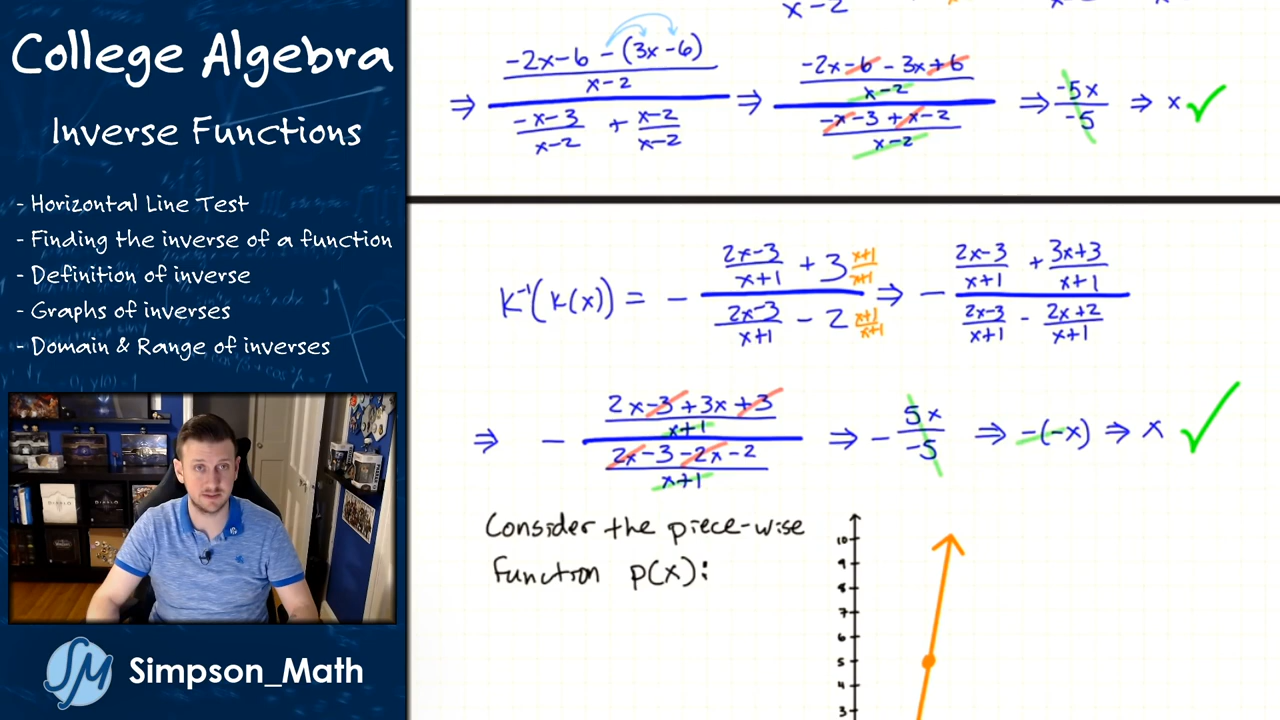 College Algebra
Inverse Functions
- Horizontal Line Test
- Finding the inverse of a function
- Definition of inverse
- Graphs of inverses
- Domain & Range of inverses
SM Simpson_Math
x-2
⇒ (-2x-6 - (3x-6))/(x-2) / ((-x-3)/(x-2) + (x-2)/(x-2)) ⇒ (-2x-6 - 3x+6)/(x-2) / ((-x-3+x-2)/(x-2)) ⇒ -5x/-5 ⇒ x ✓
K⁻¹(K(x)) = - ((2x-3)/(x+1) + 3 (x+1)/(x+1)) / ((2x-3)/(x+1) - 2 (x+1)/(x+1)) ⇒ - ((2x-3)/(x+1) + (3x+3)/(x+1)) / ((2x-3)/(x+1) - (2x+2)/(x+1))
⇒ - ((2x-3+3x+3)/(x+1)) / ((2x-3-2x-2)/(x+1)) ⇒ - 5x/-5 ⇒ -(-x) ⇒ x ✓
Consider the piece-wise
function p(x):
10
9
8
7
6
5
4
3